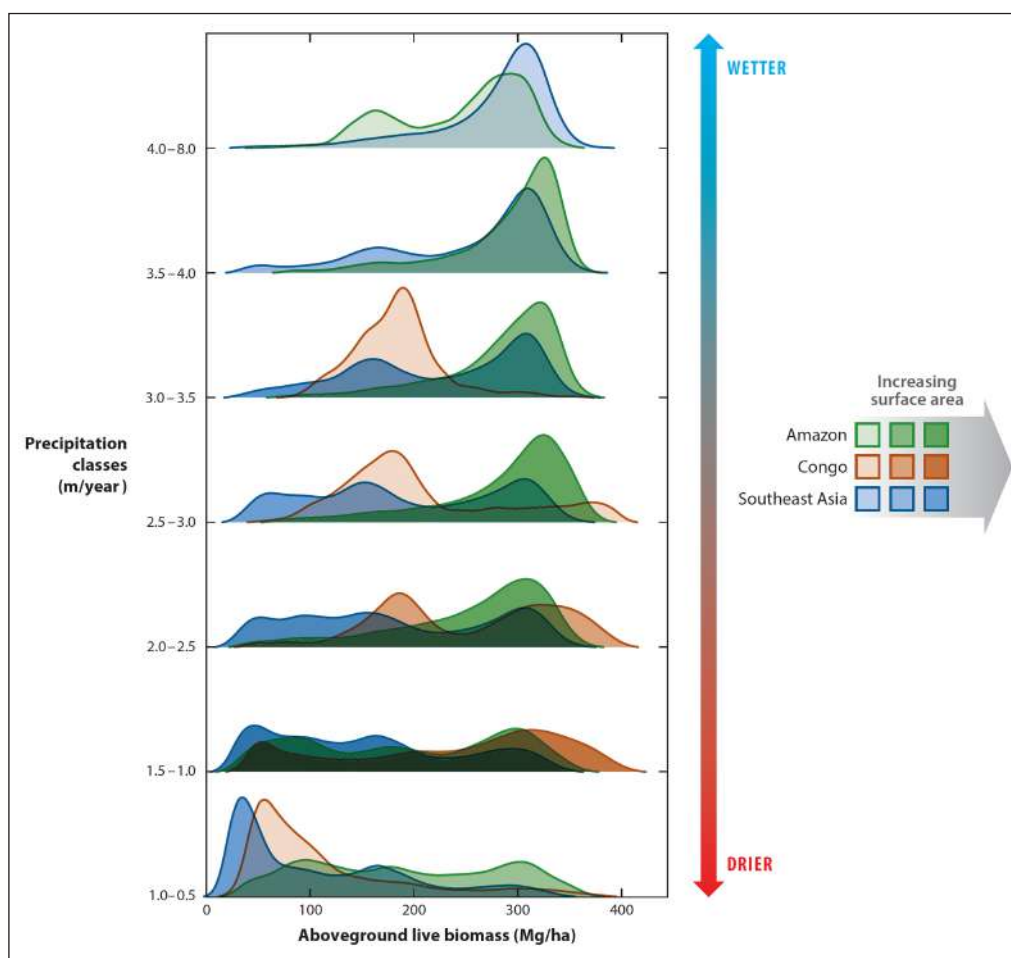 WETTER
4.0–8.0
3.5–4.0
3.0–3.5
Precipitation
classes
(m/year)
2.5–3.0
2.0–2.5
1.5–1.0
1.0–0.5
DRIER
0 100 200 300 400
Aboveground live biomass (Mg/ha)
Increasing
surface area
Amazon
Congo
Southeast Asia